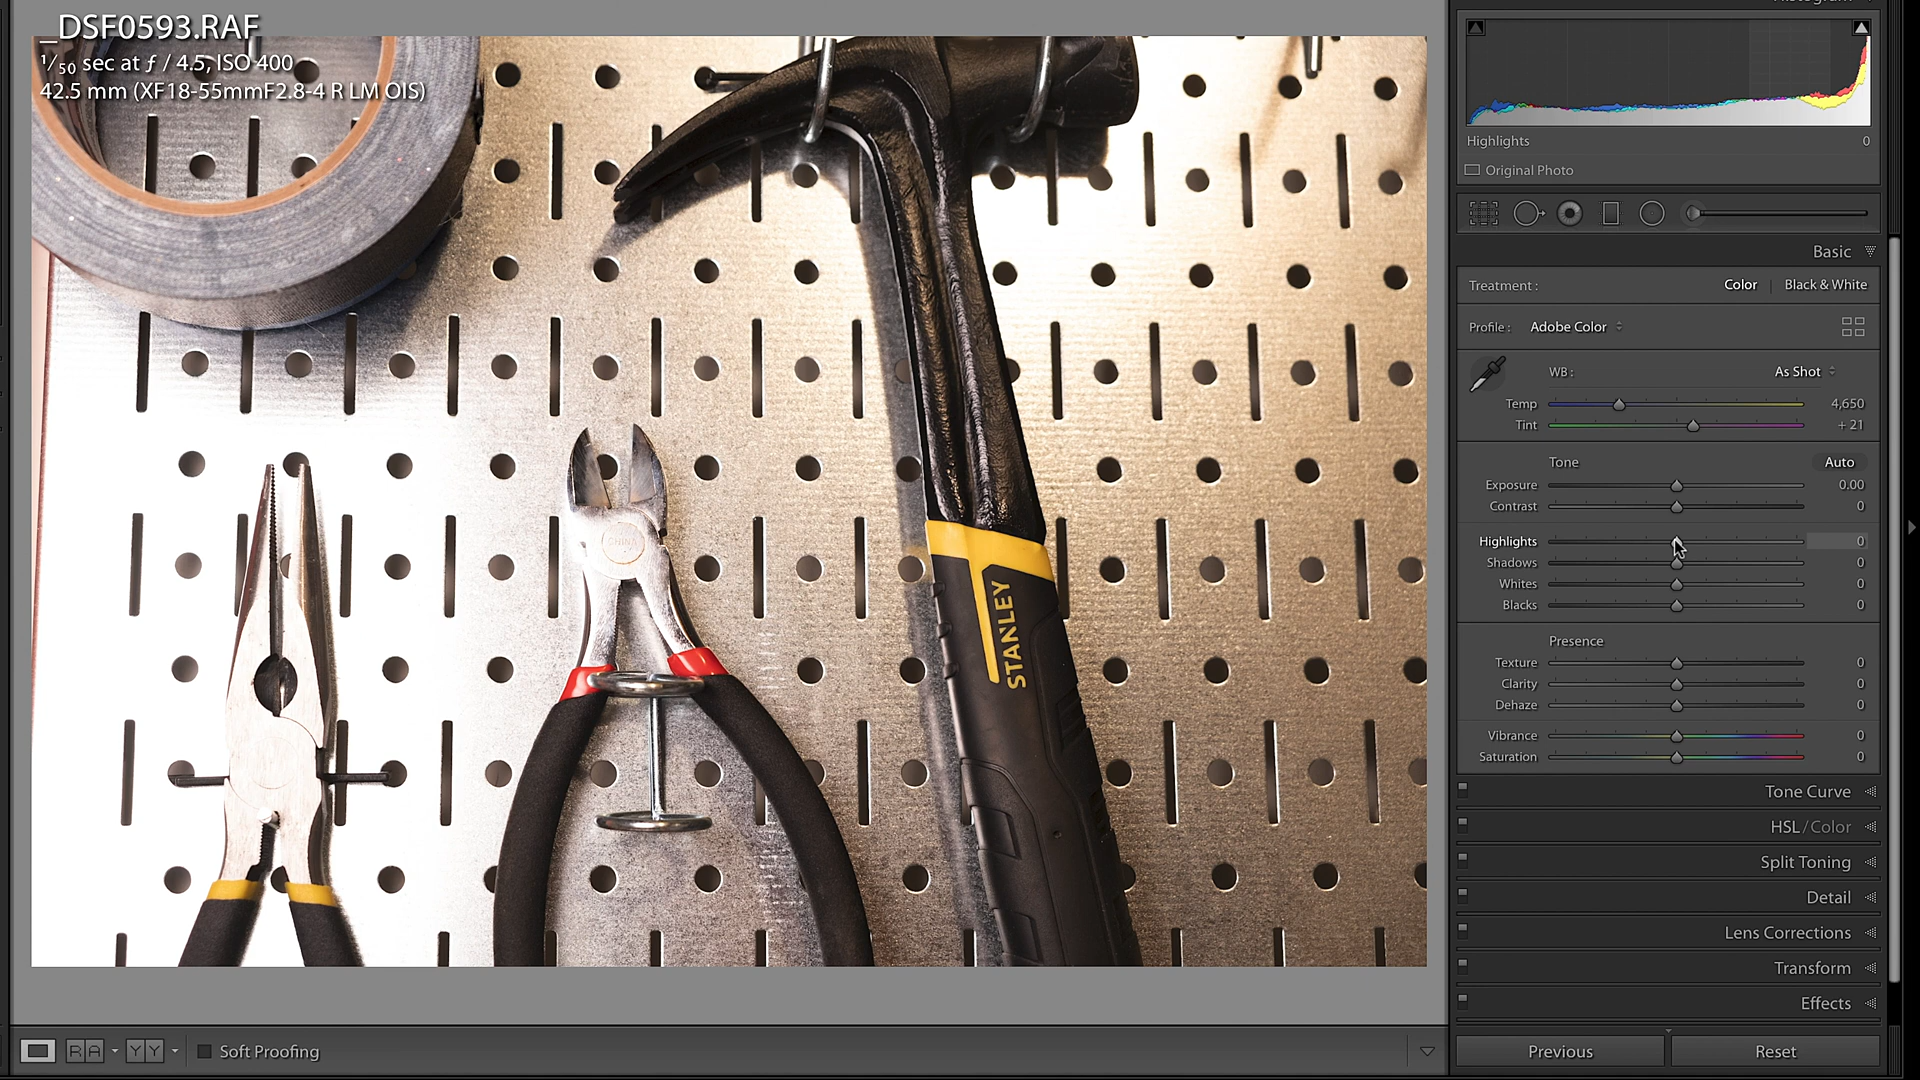 _DSF0593.RAF
1/50 sec at ƒ / 4.5, ISO 400
42.5 mm (XF18-55mmF2.8-4 R LM OIS)
CHINA
STANLEY
Soft Proofing
Histogram
Highlights 0
Original Photo
Basic
Treatment : Color Black & White
Profile : Adobe Color
WB : As Shot
Temp 4,650
Tint + 21
Tone Auto
Exposure 0.00
Contrast 0
Highlights 0
Shadows 0
Whites 0
Blacks 0
Presence
Texture 0
Clarity 0
Dehaze 0
Vibrance 0
Saturation 0
Tone Curve
HSL / Color
Split Toning
Detail
Lens Corrections
Transform
Effects
Previous Reset
R A Y Y